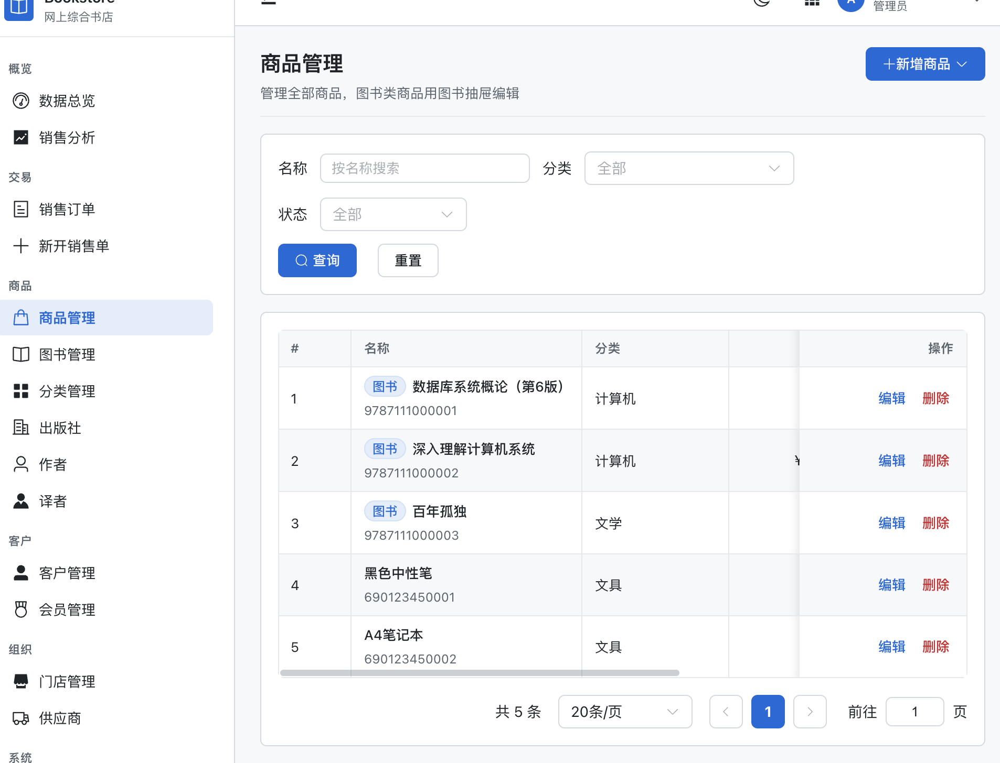 Bookstore
网上综合书店
A
管理员
概览
数据总览
销售分析
交易
销售订单
新开销售单
商品
商品管理
图书管理
分类管理
出版社
作者
译者
客户
客户管理
会员管理
组织
门店管理
供应商
系统
商品管理
管理全部商品，图书类商品用图书抽屉编辑
新增商品
名称 按名称搜索 分类 全部
状态 全部
查询 重置
# 名称 分类 操作
1 图书 数据库系统概论（第6版） 计算机 编辑 删除
9787111000001
2 图书 深入理解计算机系统 计算机 ¥ 编辑 删除
9787111000002
3 图书 百年孤独 文学 编辑 删除
9787111000003
4 黑色中性笔 文具 编辑 删除
690123450001
5 A4笔记本 文具 编辑 删除
690123450002
共 5 条 20条/页 1 前往 1 页